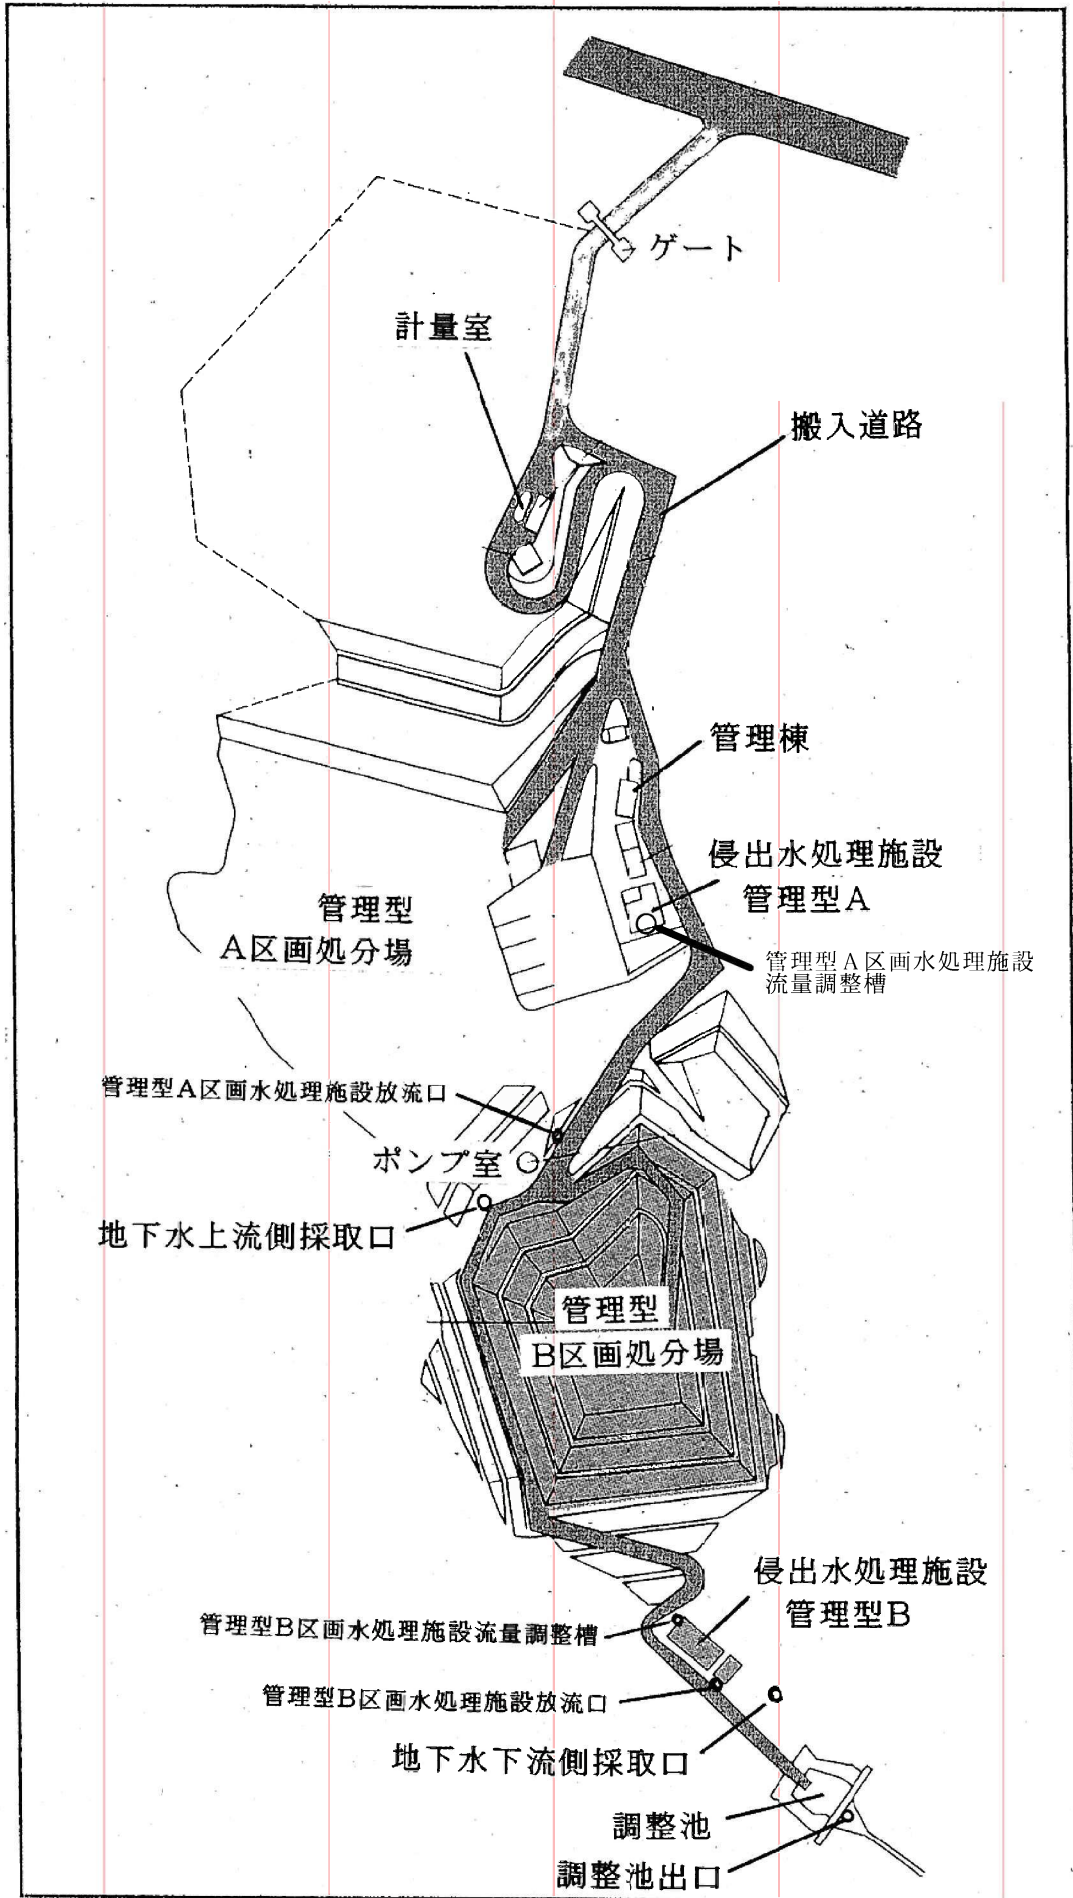 ゲート
計量室
搬入道路
管理棟
侵出水処理施設
管理型A
管理型
A区画処分場
管理型A区画水処理施設
流量調整槽
管理型A区画水処理施設放流口
ポンプ室
地下水上流側採取口
管理型
B区画処分場
侵出水処理施設
管理型B
管理型B区画水処理施設流量調整槽
管理型B区画水処理施設放流口
地下水下流側採取口
調整池
調整池出口